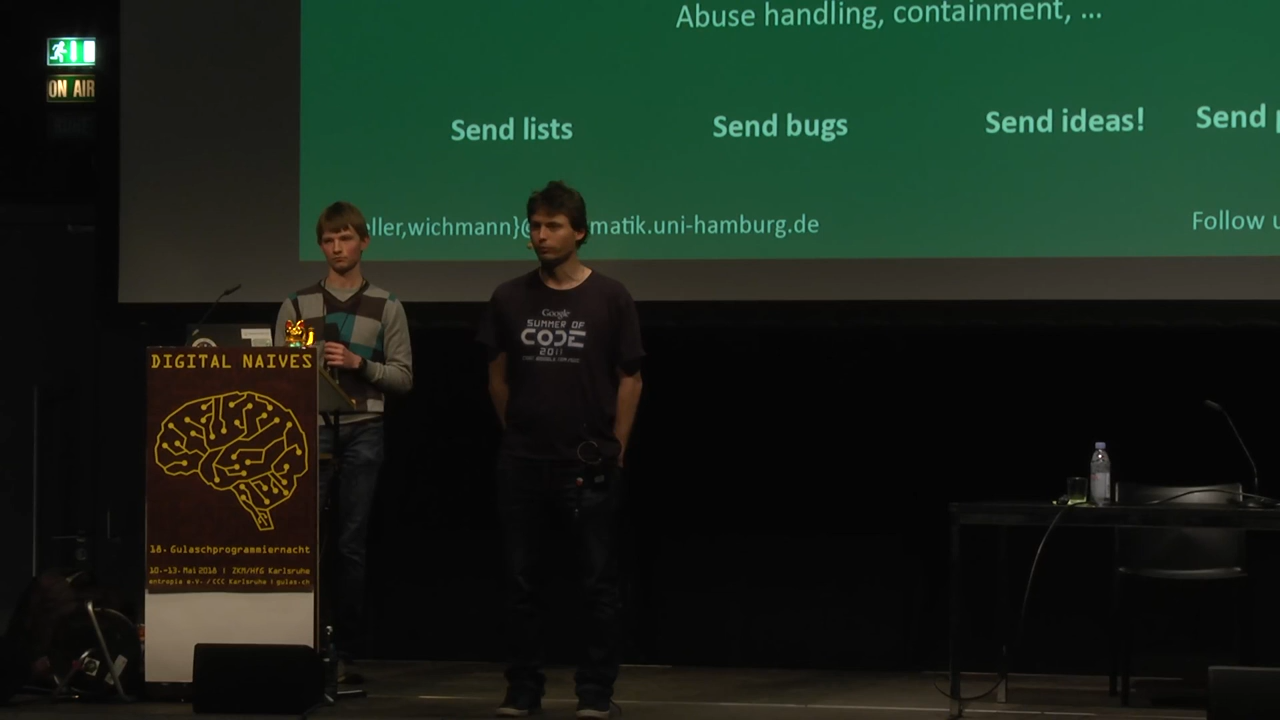 Abuse handling, containment, ...
ON AIR
Send lists
Send bugs
Send ideas!
Send
eller,wichmann}@
matik.uni-hamburg.de
Follow
Google
SUMMER OF
CODE
2011
DIGITAL NAIVES
18. Gulaschprogrammiernacht
10.-13. Mai 2018 | ZKM/HfG Karlsruhe
entropia e.V. / CCC Karlsruhe | gulas.ch